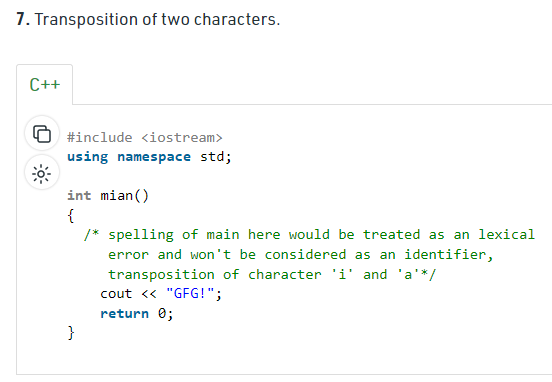 7. Transposition of two characters.
C++
#include <iostream>
using namespace std;
int mian()
{
/* spelling of main here would be treated as an lexical
error and won't be considered as an identifier,
transposition of character 'i' and 'a'*/
cout << "GFG!";
return 0;
}